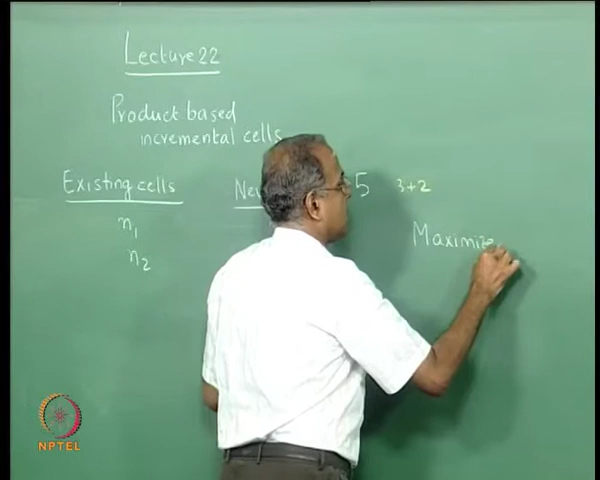 Lecture 22
Product based
incremental cells
Existing cells
n1
n2
5 3+2
Maximize
NPTEL